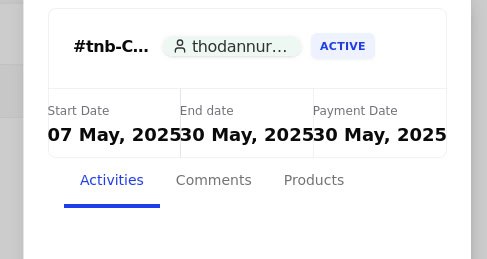 #tnb-C... thodannur... ACTIVE
Start Date End date Payment Date
07 May, 2025 30 May, 2025 30 May, 2025
Activities Comments Products